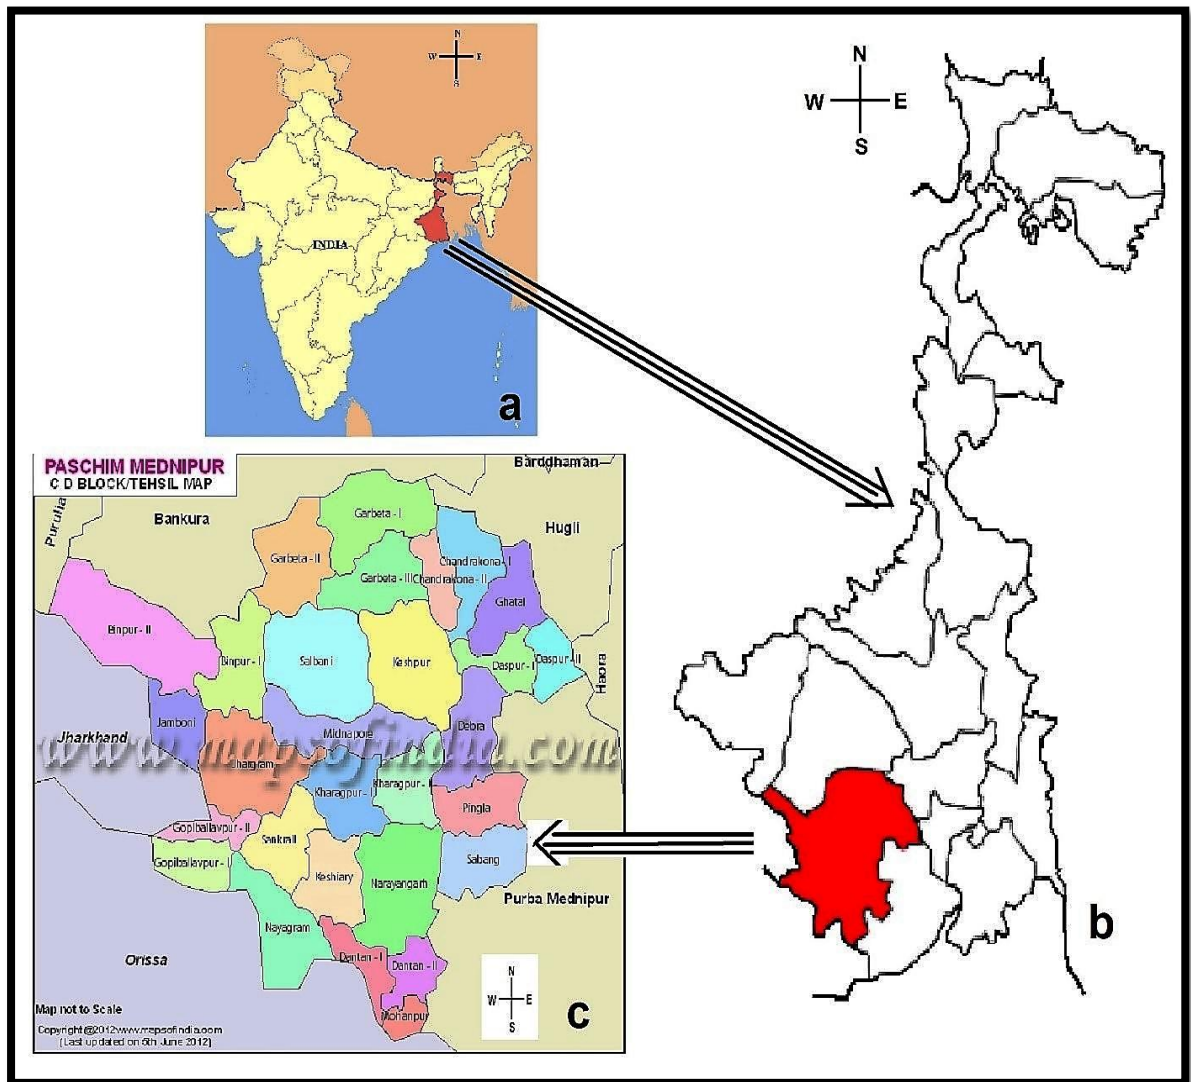 N
W E
S
INDIA
a
N
W E
S
b
PASCHIM MEDNIPUR
C D BLOCK/TEHSIL MAP
Barddhaman
Purulia
Bankura
Hugli
Garbeta - I
Garbeta - II
Garbeta - III
Chandrakona - I
Chandrakona - II
Ghatal
Binpur - II
Binpur - I
Salbani
Keshpur
Daspur - I
Daspur - II
Haora
Jamboni
Midnapore
Debra
Jharkhand
www.mapsofindia.com
Jhargram
Kharagpur - I
Kharagpur - II
Pingla
Gopiballavpur - II
Sankrail
Gopiballavpur - I
Keshiary
Narayangarh
Sabang
Purba Mednipur
Nayagram
Dantan - I
Dantan - II
Orissa
Mohanpur
N
W E
S
c
Map not to Scale
Copyright@2012www.mapsofindia.com
(Last updated on 5th June 2012)